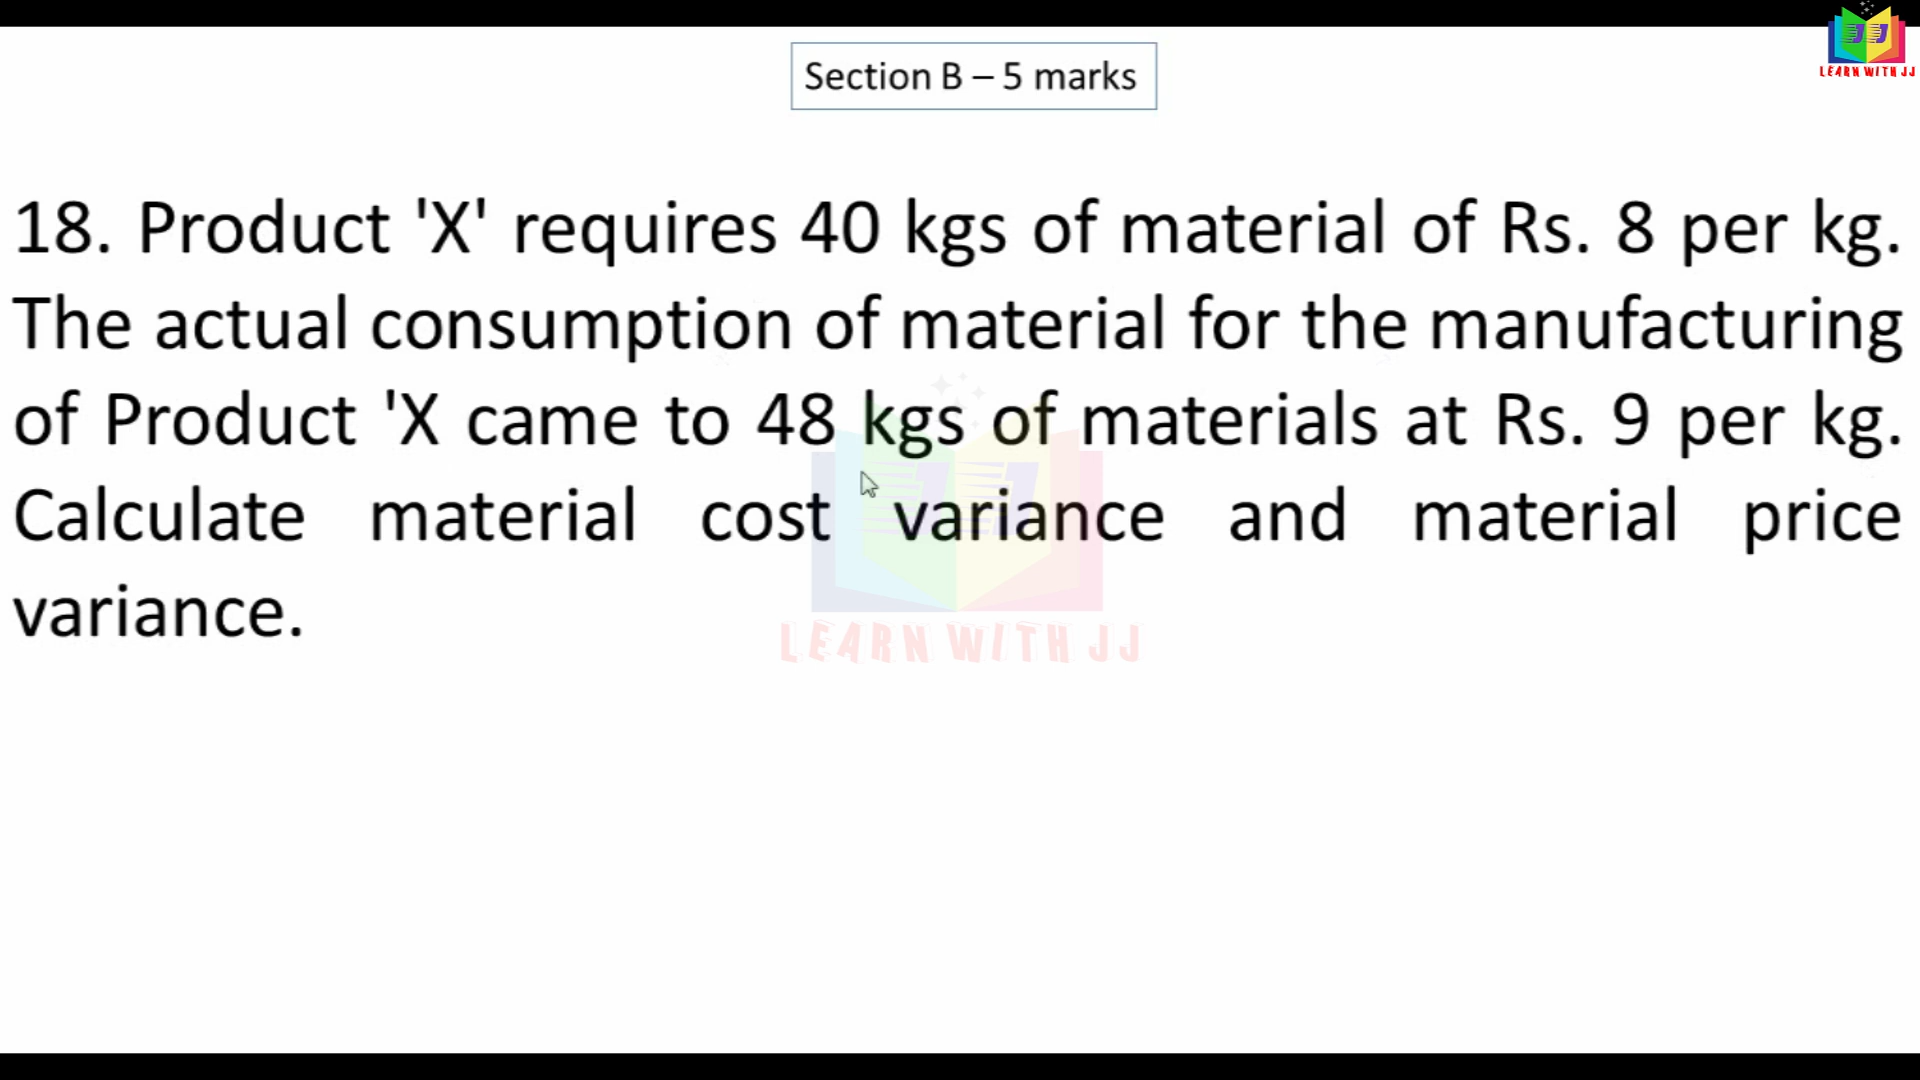 LEARN WITH JJ
Section B – 5 marks
18. Product 'X' requires 40 kgs of material of Rs. 8 per kg.
The actual consumption of material for the manufacturing
of Product 'X came to 48 kgs of materials at Rs. 9 per kg.
Calculate material cost variance and material price
variance.
JJ
LEARN WITH JJ